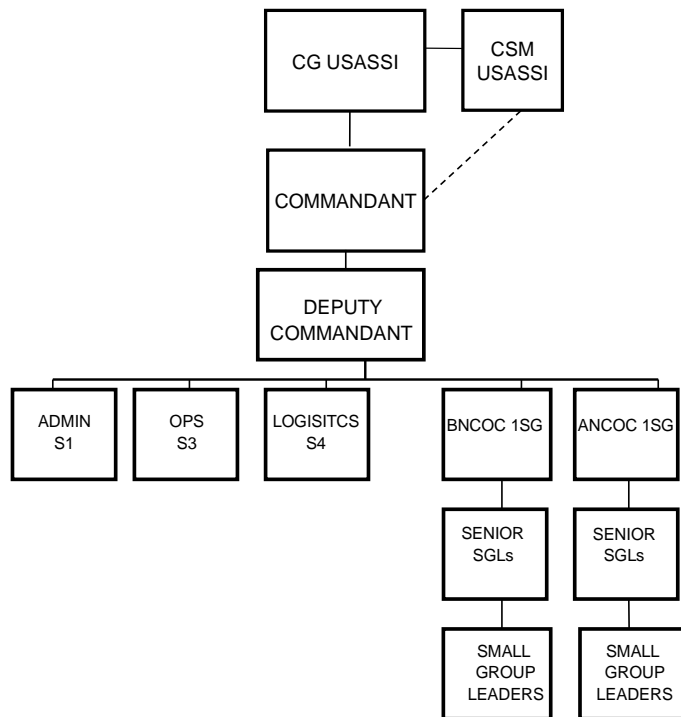 CG USASSI
CSM
USASSI
COMMANDANT
DEPUTY
COMMANDANT
ADMIN
S1
OPS
S3
LOGISITCS
S4
BNCOC 1SG
ANCOC 1SG
SENIOR
SGLs
SENIOR
SGLs
SMALL
GROUP
LEADERS
SMALL
GROUP
LEADERS